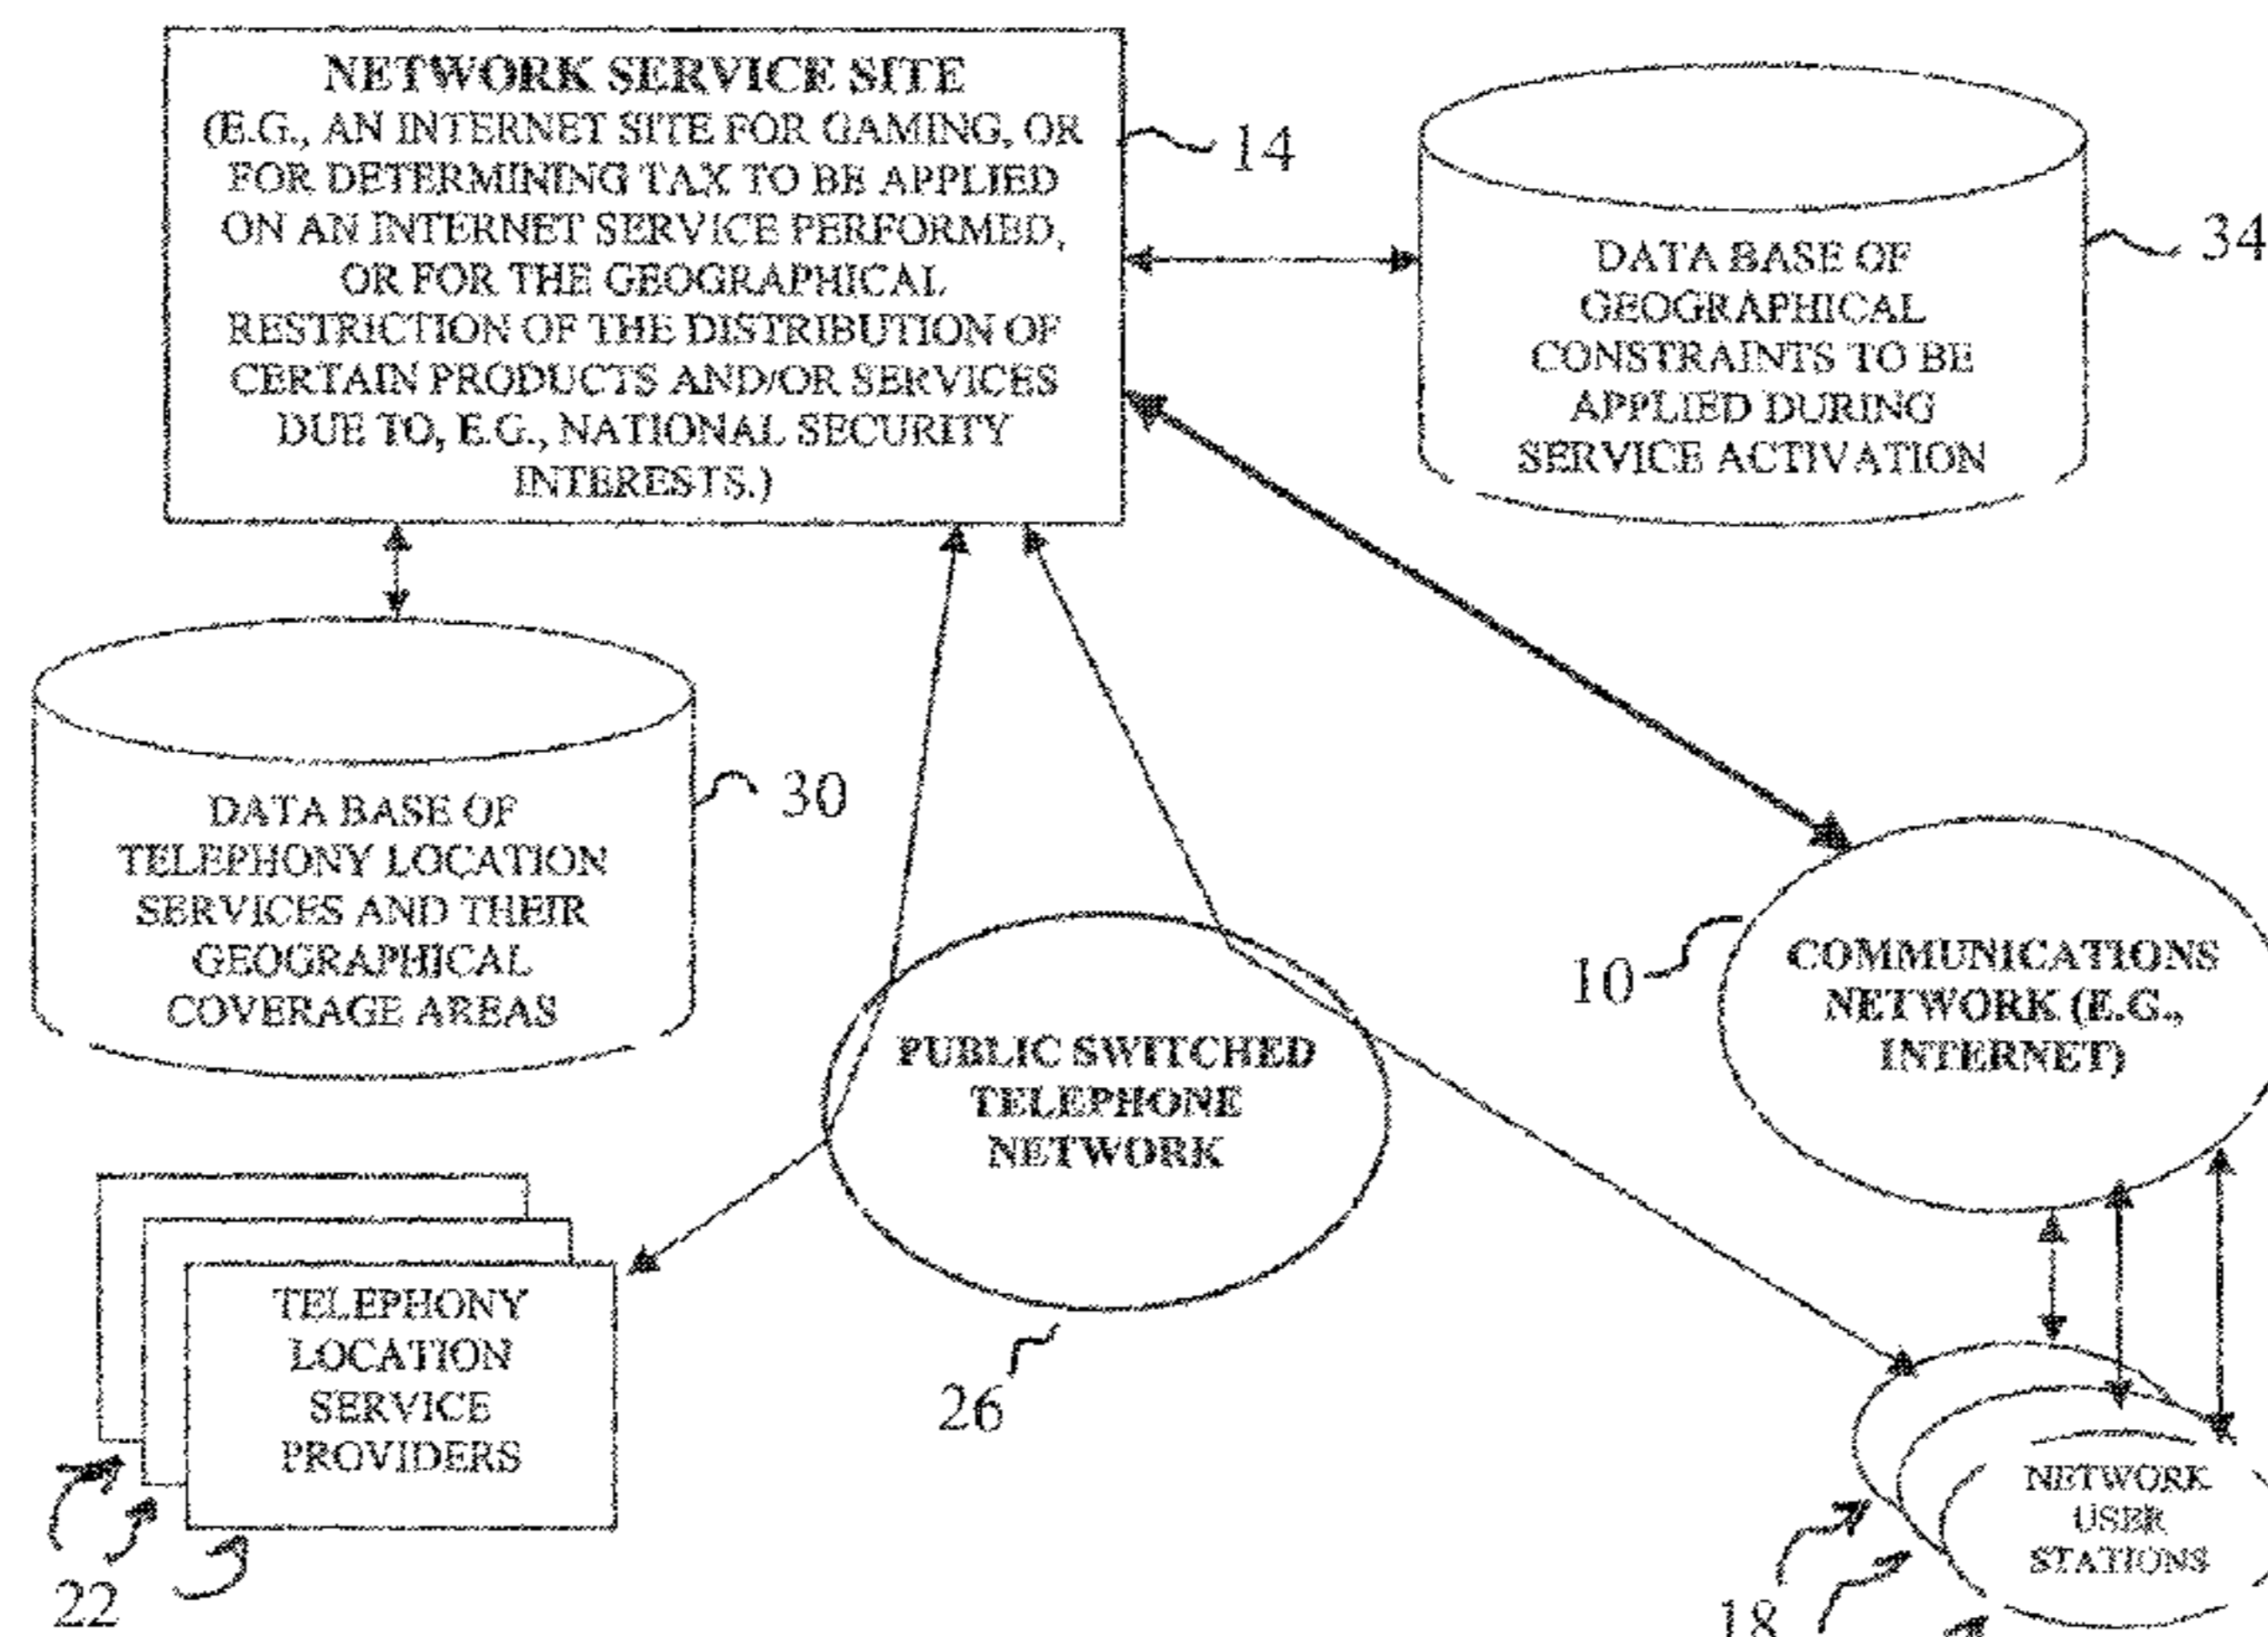 NETWORK SERVICE SITE
(E.G., AN INTERNET SITE FOR GAMING, OR
FOR DETERMINING TAX TO BE APPLIED
ON AN INTERNET SERVICE PERFORMED,
OR FOR THE GEOGRAPHICAL
RESTRICTION OF THE DISTRIBUTION OF
CERTAIN PRODUCTS AND/OR SERVICES
DUE TO, E.G., NATIONAL SECURITY
INTERESTS.)
14
DATA BASE OF
GEOGRAPHICAL
CONSTRAINTS TO BE
APPLIED DURING
SERVICE ACTIVATION
34
DATA BASE OF
TELEPHONY LOCATION
SERVICES AND THEIR
GEOGRAPHICAL
COVERAGE AREAS
30
PUBLIC SWITCHED
TELEPHONE
NETWORK
26
10
COMMUNICATIONS
NETWORK (E.G.,
INTERNET)
TELEPHONY
LOCATION
SERVICE
PROVIDERS
22
NETWORK
USER
STATIONS
18